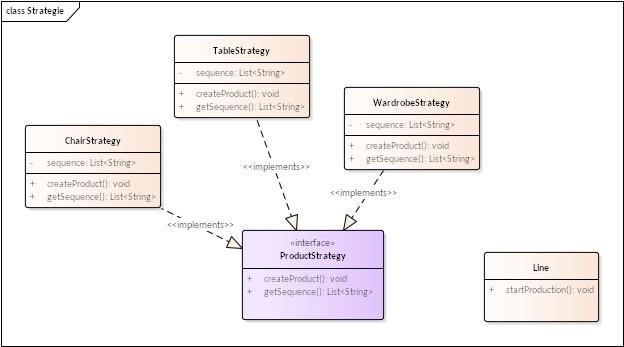 class Strategie
TableStrategy
- sequence: List<String>
+ createProduct(): void
+ getSequence(): List<String>
WardrobeStrategy
- sequence: List<String>
+ createProduct(): void
+ getSequence(): List<String>
ChairStrategy
- sequence: List<String>
+ createProduct(): void
+ getSequence(): List<String>
<<implements>>
<<implements>>
<<implements>>
«interface»
ProductStrategy
+ createProduct(): void
+ getSequence(): List<String>
Line
+ startProduction(): void